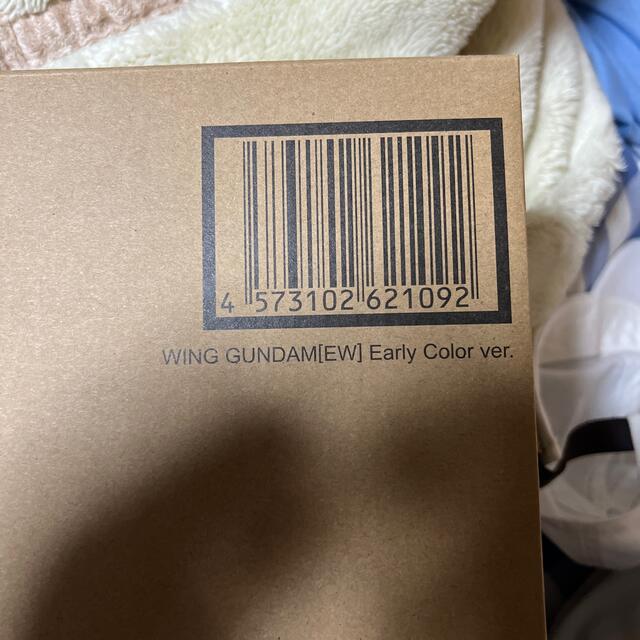 4 573102 621092
WING GUNDAM[EW] Early Color ver.